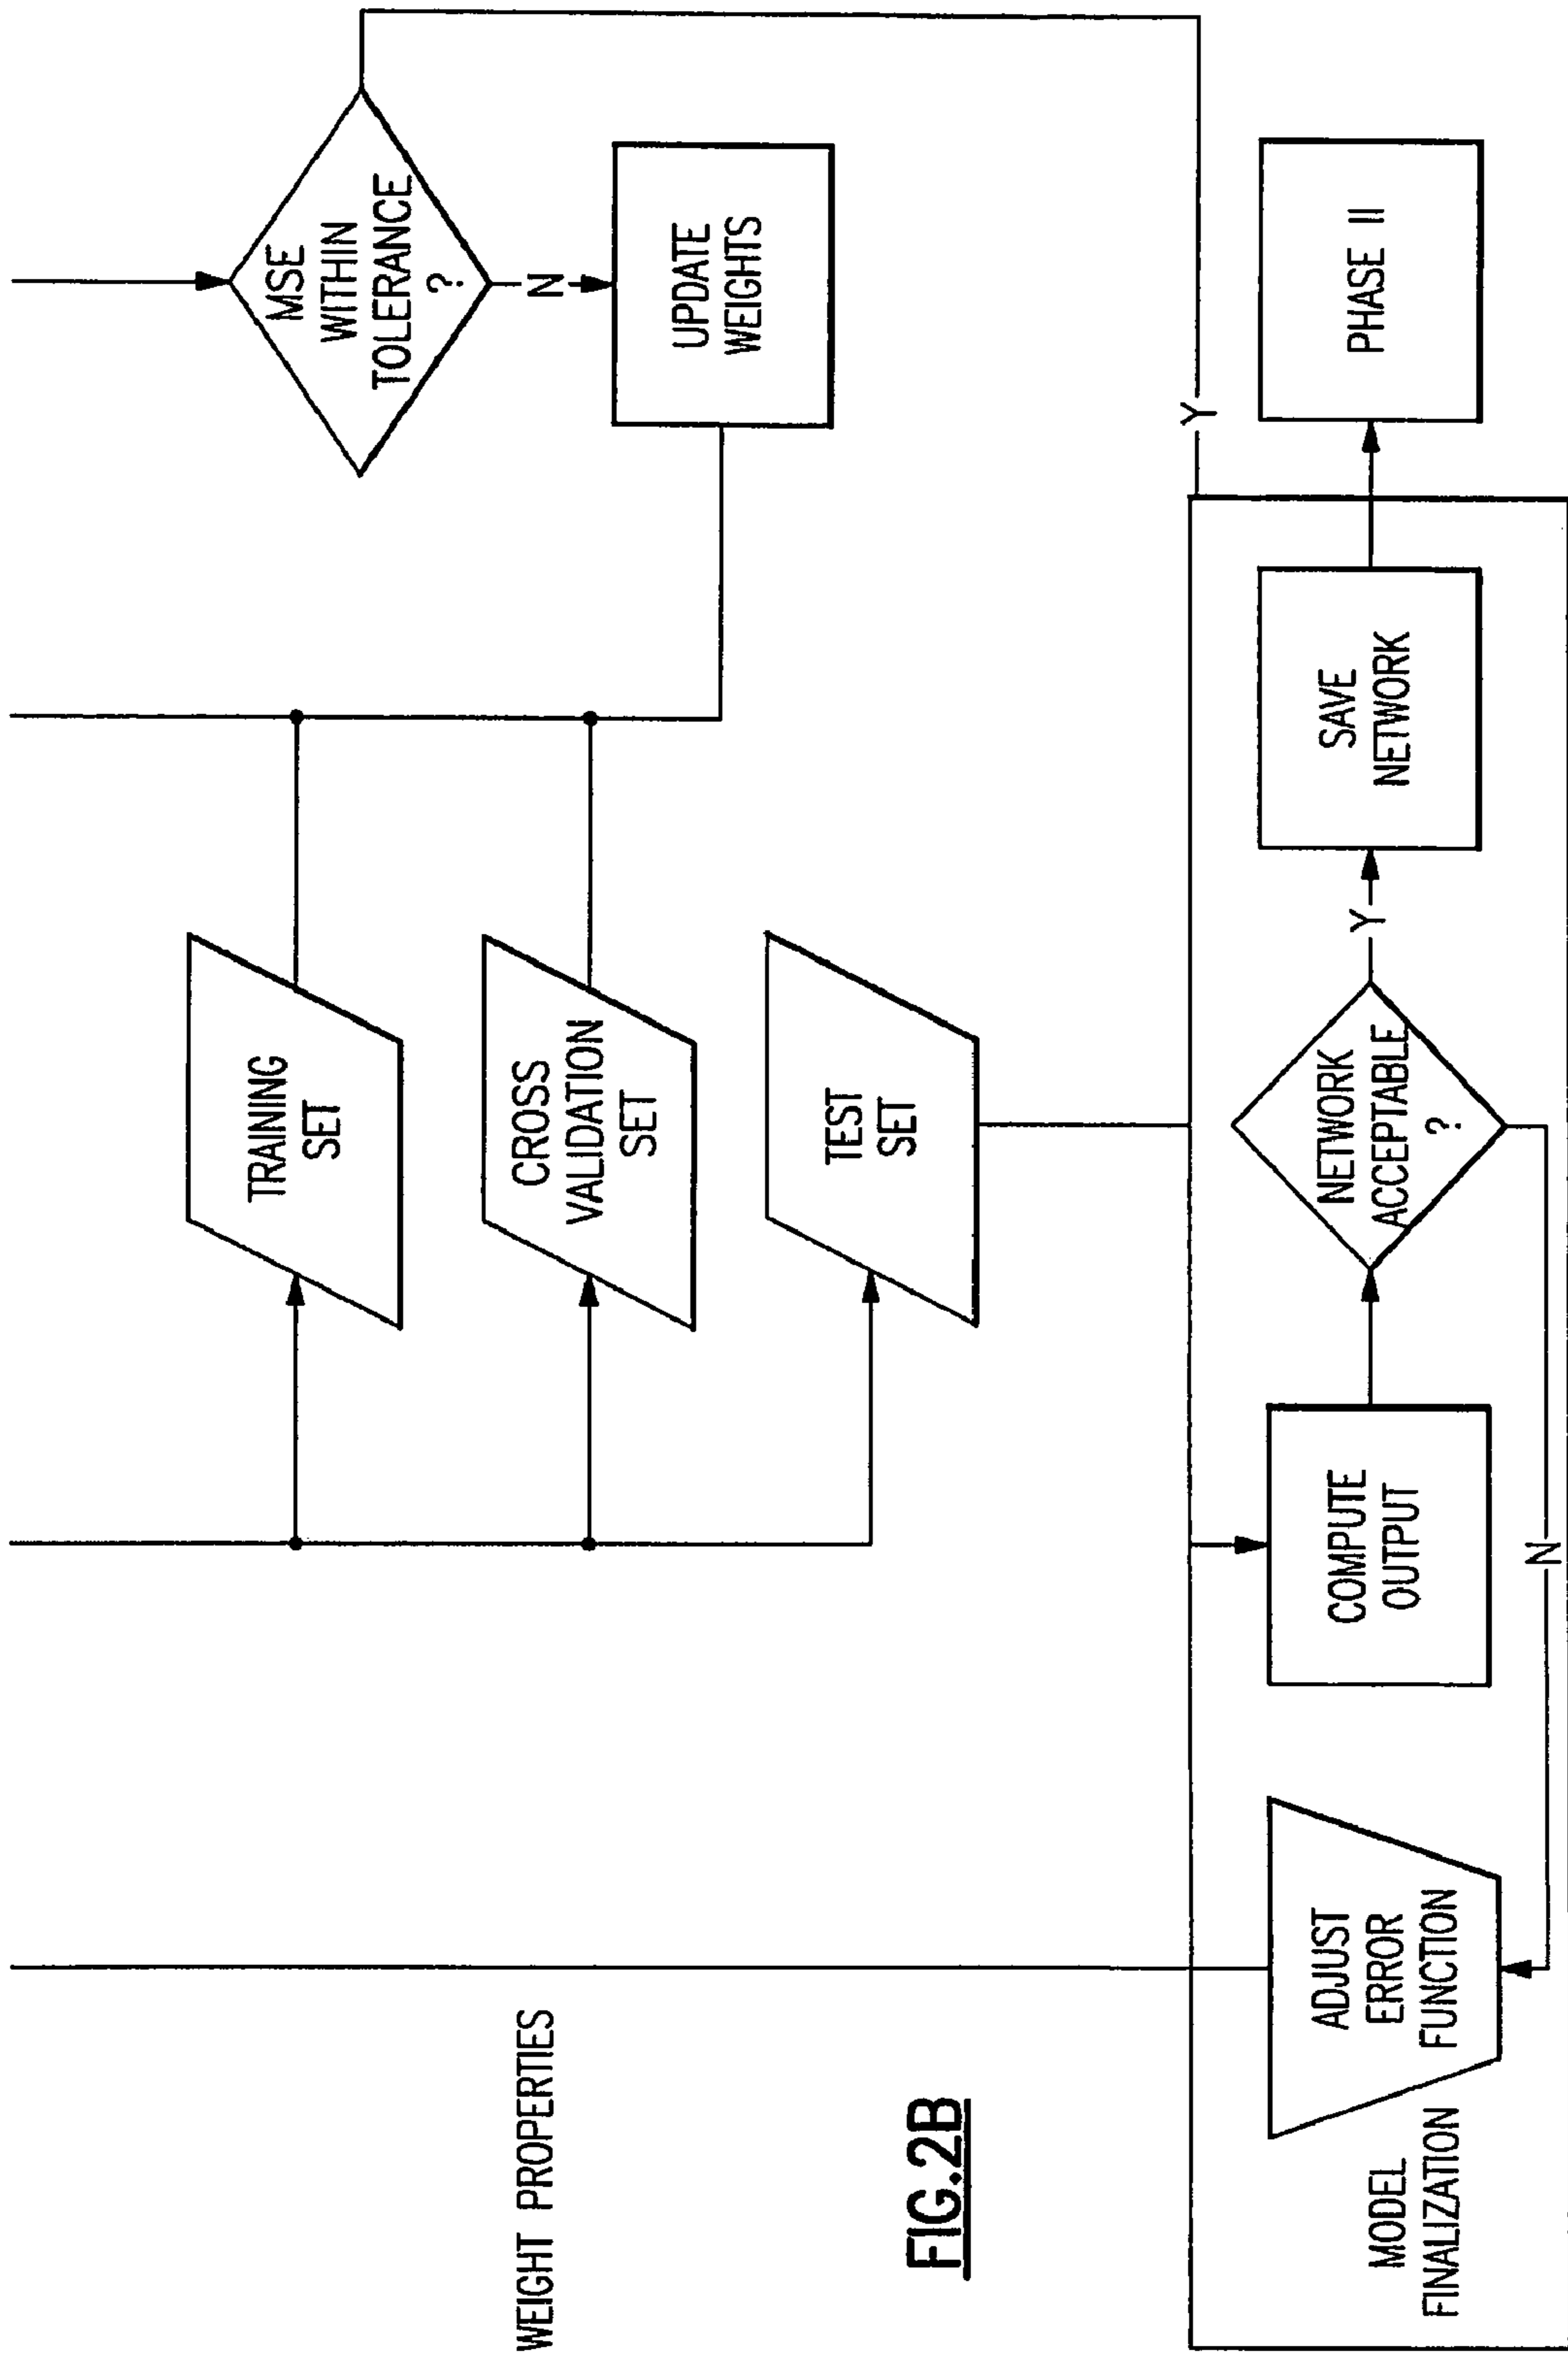 MSE
WITHIN
TOLERANCE
?
N
UPDATE
WEIGHTS
TRAINING
SET
CROSS
VALIDATION
SET
TEST
SET
WEIGHT PROPERTIES
FIG.2B
Y
MODEL
FINALIZATION
ADJUST
ERROR
FUNCTION
COMPUTE
OUTPUT
NETWORK
ACCEPTABLE
?
Y
N
SAVE
NETWORK
PHASE II